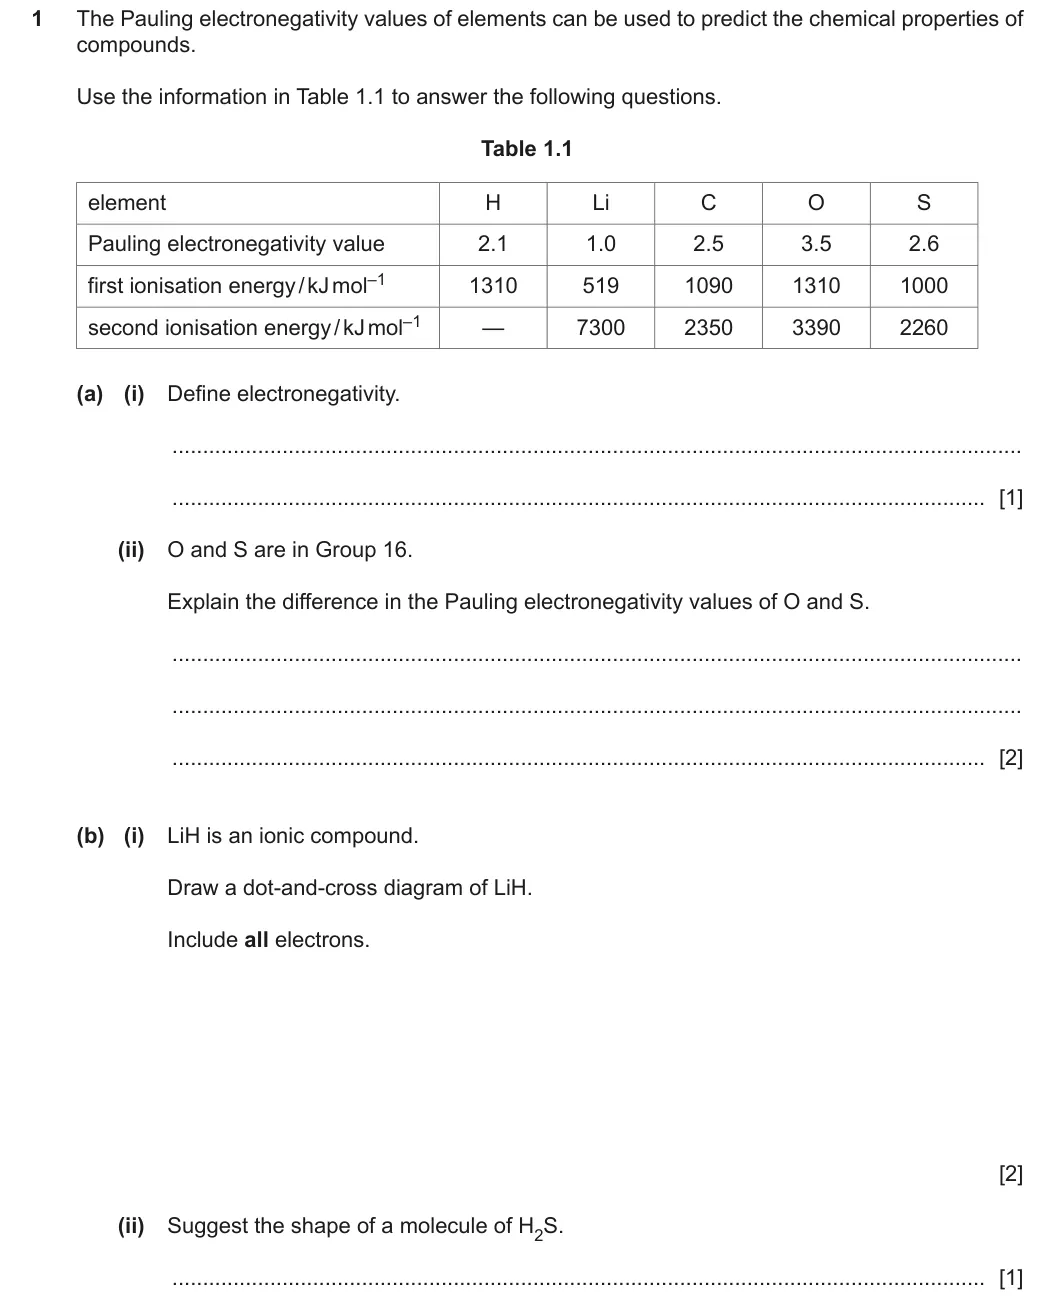 1 The Pauling electronegativity values of elements can be used to predict the chemical properties of
compounds.
Use the information in Table 1.1 to answer the following questions.
Table 1.1
element H Li C O S
Pauling electronegativity value 2.1 1.0 2.5 3.5 2.6
first ionisation energy / kJ mol⁻¹ 1310 519 1090 1310 1000
second ionisation energy / kJ mol⁻¹ — 7300 2350 3390 2260
(a) (i) Define electronegativity.
..........................................................................................................................................
.................................................................................................................................... [1]
(ii) O and S are in Group 16.
Explain the difference in the Pauling electronegativity values of O and S.
..........................................................................................................................................
..........................................................................................................................................
.................................................................................................................................... [2]
(b) (i) LiH is an ionic compound.
Draw a dot-and-cross diagram of LiH.
Include all electrons.
[2]
(ii) Suggest the shape of a molecule of H₂S.
.................................................................................................................................... [1]